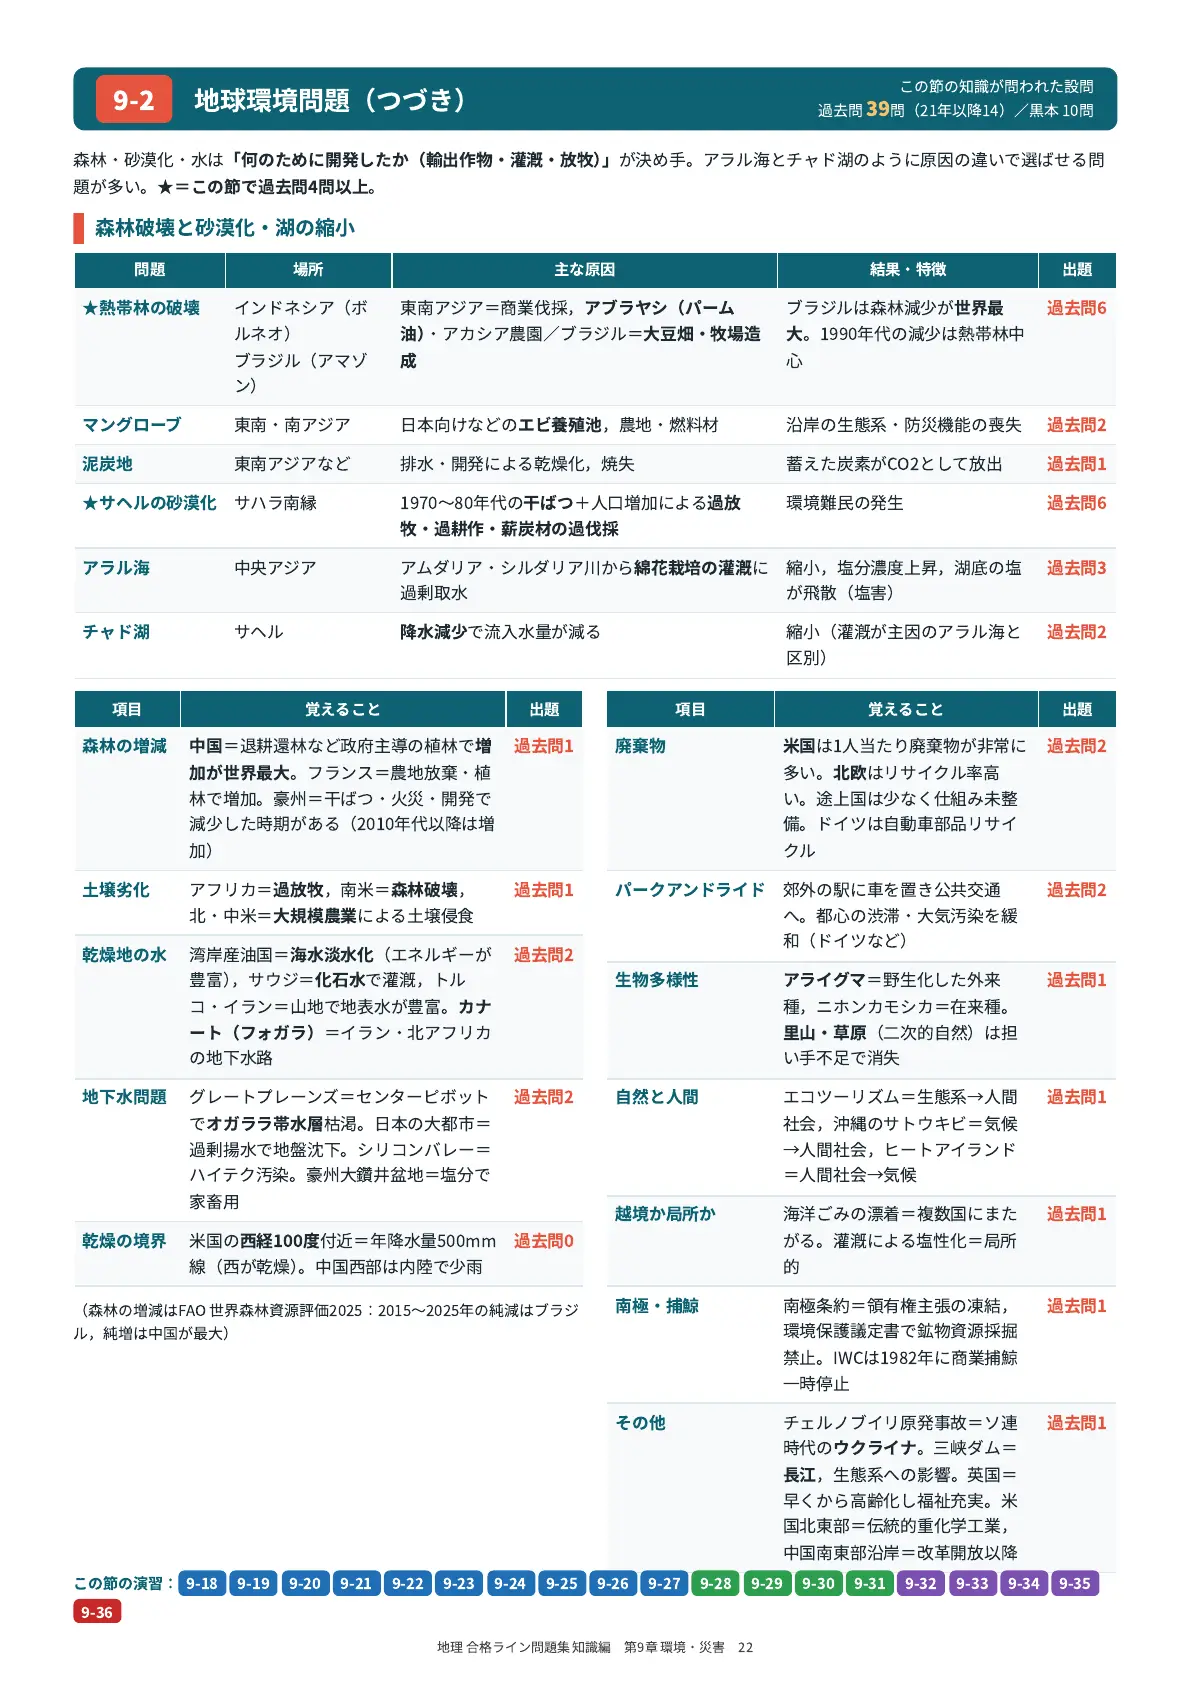 9-2 地球環境問題（つづき）
この節の知識が問われた設問
過去問 39問（21年以降14）／黒本 10問
森林・砂漠化・水は「何のために開発したか（輸出作物・灌漑・放牧）」が決め手。アラル海とチャド湖のように原因の違いで選ばせる問
題が多い。★＝この節で過去問4問以上。
森林破壊と砂漠化・湖の縮小
問題 場所 主な原因 結果・特徴 出題
★熱帯林の破壊 インドネシア（ボ 東南アジア＝商業伐採，アブラヤシ（パーム ブラジルは森林減少が世界最 過去問6
ルネオ） 油）・アカシア農園／ブラジル＝大豆畑・牧場造 大。1990年代の減少は熱帯林中
ブラジル（アマゾ 成 心
ン）
マングローブ 東南・南アジア 日本向けなどのエビ養殖池，農地・燃料材 沿岸の生態系・防災機能の喪失 過去問2
泥炭地 東南アジアなど 排水・開発による乾燥化，焼失 蓄えた炭素がCO2として放出 過去問1
★サヘルの砂漠化 サハラ南縁 1970〜80年代の干ばつ＋人口増加による過放 環境難民の発生 過去問6
牧・過耕作・薪炭材の過伐採
アラル海 中央アジア アムダリア・シルダリア川から綿花栽培の灌漑に 縮小，塩分濃度上昇，湖底の塩 過去問3
過剰取水 が飛散（塩害）
チャド湖 サヘル 降水減少で流入水量が減る 縮小（灌漑が主因のアラル海と 過去問2
区別）
項目 覚えること 出題
森林の増減 中国＝退耕還林など政府主導の植林で増 過去問1
加が世界最大。フランス＝農地放棄・植
林で増加。豪州＝干ばつ・火災・開発で
減少した時期がある（2010年代以降は増
加）
土壌劣化 アフリカ＝過放牧，南米＝森林破壊， 過去問1
北・中米＝大規模農業による土壌侵食
乾燥地の水 湾岸産油国＝海水淡水化（エネルギーが 過去問2
豊富），サウジ＝化石水で灌漑，トル
コ・イラン＝山地で地表水が豊富。カナ
ート（フォガラ）＝イラン・北アフリカ
の地下水路
地下水問題 グレートプレーンズ＝センターピボット 過去問2
でオガララ帯水層枯渇。日本の大都市＝
過剰揚水で地盤沈下。シリコンバレー＝
ハイテク汚染。豪州大鑽井盆地＝塩分で
家畜用
乾燥の境界 米国の西経100度付近＝年降水量500mm 過去問0
線（西が乾燥）。中国西部は内陸で少雨
（森林の増減はFAO 世界森林資源評価2025：2015〜2025年の純減はブラジ
ル，純増は中国が最大）
項目 覚えること 出題
廃棄物 米国は1人当たり廃棄物が非常に 過去問2
多い。北欧はリサイクル率高
い。途上国は少なく仕組み未整
備。ドイツは自動車部品リサイ
クル
パークアンドライド 郊外の駅に車を置き公共交通 過去問2
へ。都心の渋滞・大気汚染を緩
和（ドイツなど）
生物多様性 アライグマ＝野生化した外来 過去問1
種，ニホンカモシカ＝在来種。
里山・草原（二次的自然）は担
い手不足で消失
自然と人間 エコツーリズム＝生態系→人間 過去問1
社会，沖縄のサトウキビ＝気候
→人間社会，ヒートアイランド
＝人間社会→気候
越境か局所か 海洋ごみの漂着＝複数国にまた 過去問1
がる。灌漑による塩性化＝局所
的
南極・捕鯨 南極条約＝領有権主張の凍結， 過去問1
環境保護議定書で鉱物資源採掘
禁止。IWCは1982年に商業捕鯨
一時停止
その他 チェルノブイリ原発事故＝ソ連 過去問1
時代のウクライナ。三峡ダム＝
長江，生態系への影響。英国＝
早くから高齢化し福祉充実。米
国北東部＝伝統的重化学工業，
中国南東部沿岸＝改革開放以降
この節の演習： 9-18 9-19 9-20 9-21 9-22 9-23 9-24 9-25 9-26 9-27 9-28 9-29 9-30 9-31 9-32 9-33 9-34 9-35
9-36
地理 合格ライン問題集 知識編 第9章 環境・災害 22